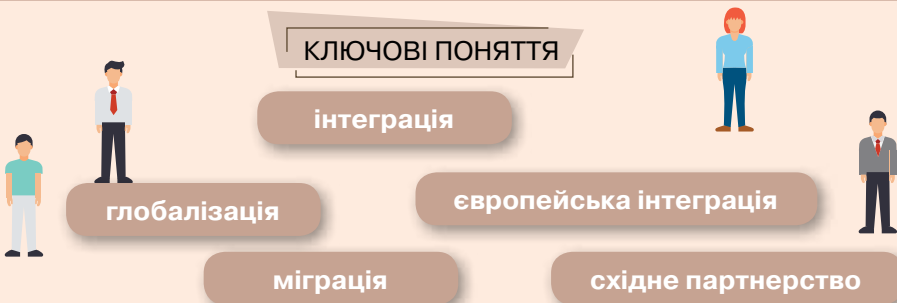 КЛЮЧОВІ ПОНЯТТЯ
інтеграція
глобалізація
європейська інтеграція
міграція
східне партнерство